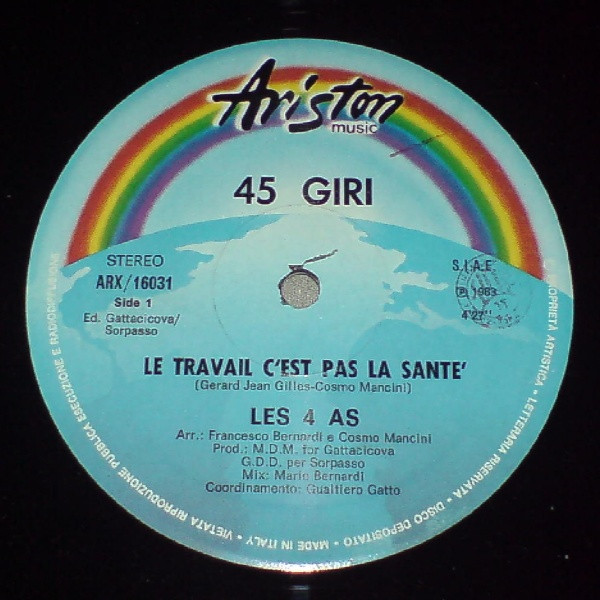 Ariston
music
45 GIRI
STEREO
ARX/16031
Side 1
Ed. Gattacicova/
Sorpasso
S.I.A.E.
℗ 1983
4'27"
LE TRAVAIL C'EST PAS LA SANTE'
(Gerard Jean Gilles-Cosmo Mancini)
LES 4 AS
Arr.: Francesco Bernardi e Cosmo Mancini
Prod.: M.D.M. for Gattacicova
G.D.D. per Sorpasso
Mix: Mario Bernardi
Coordinamento: Gualtiero Gatto
PROPRIETÀ ARTISTICA • LETTERARIA RISERVATA • DISCO DEPOSITATO • MADE IN ITALY • VIETATA RIPRODUZIONE PUBBLICA ESECUZIONE E RADIODIFFUSIONE